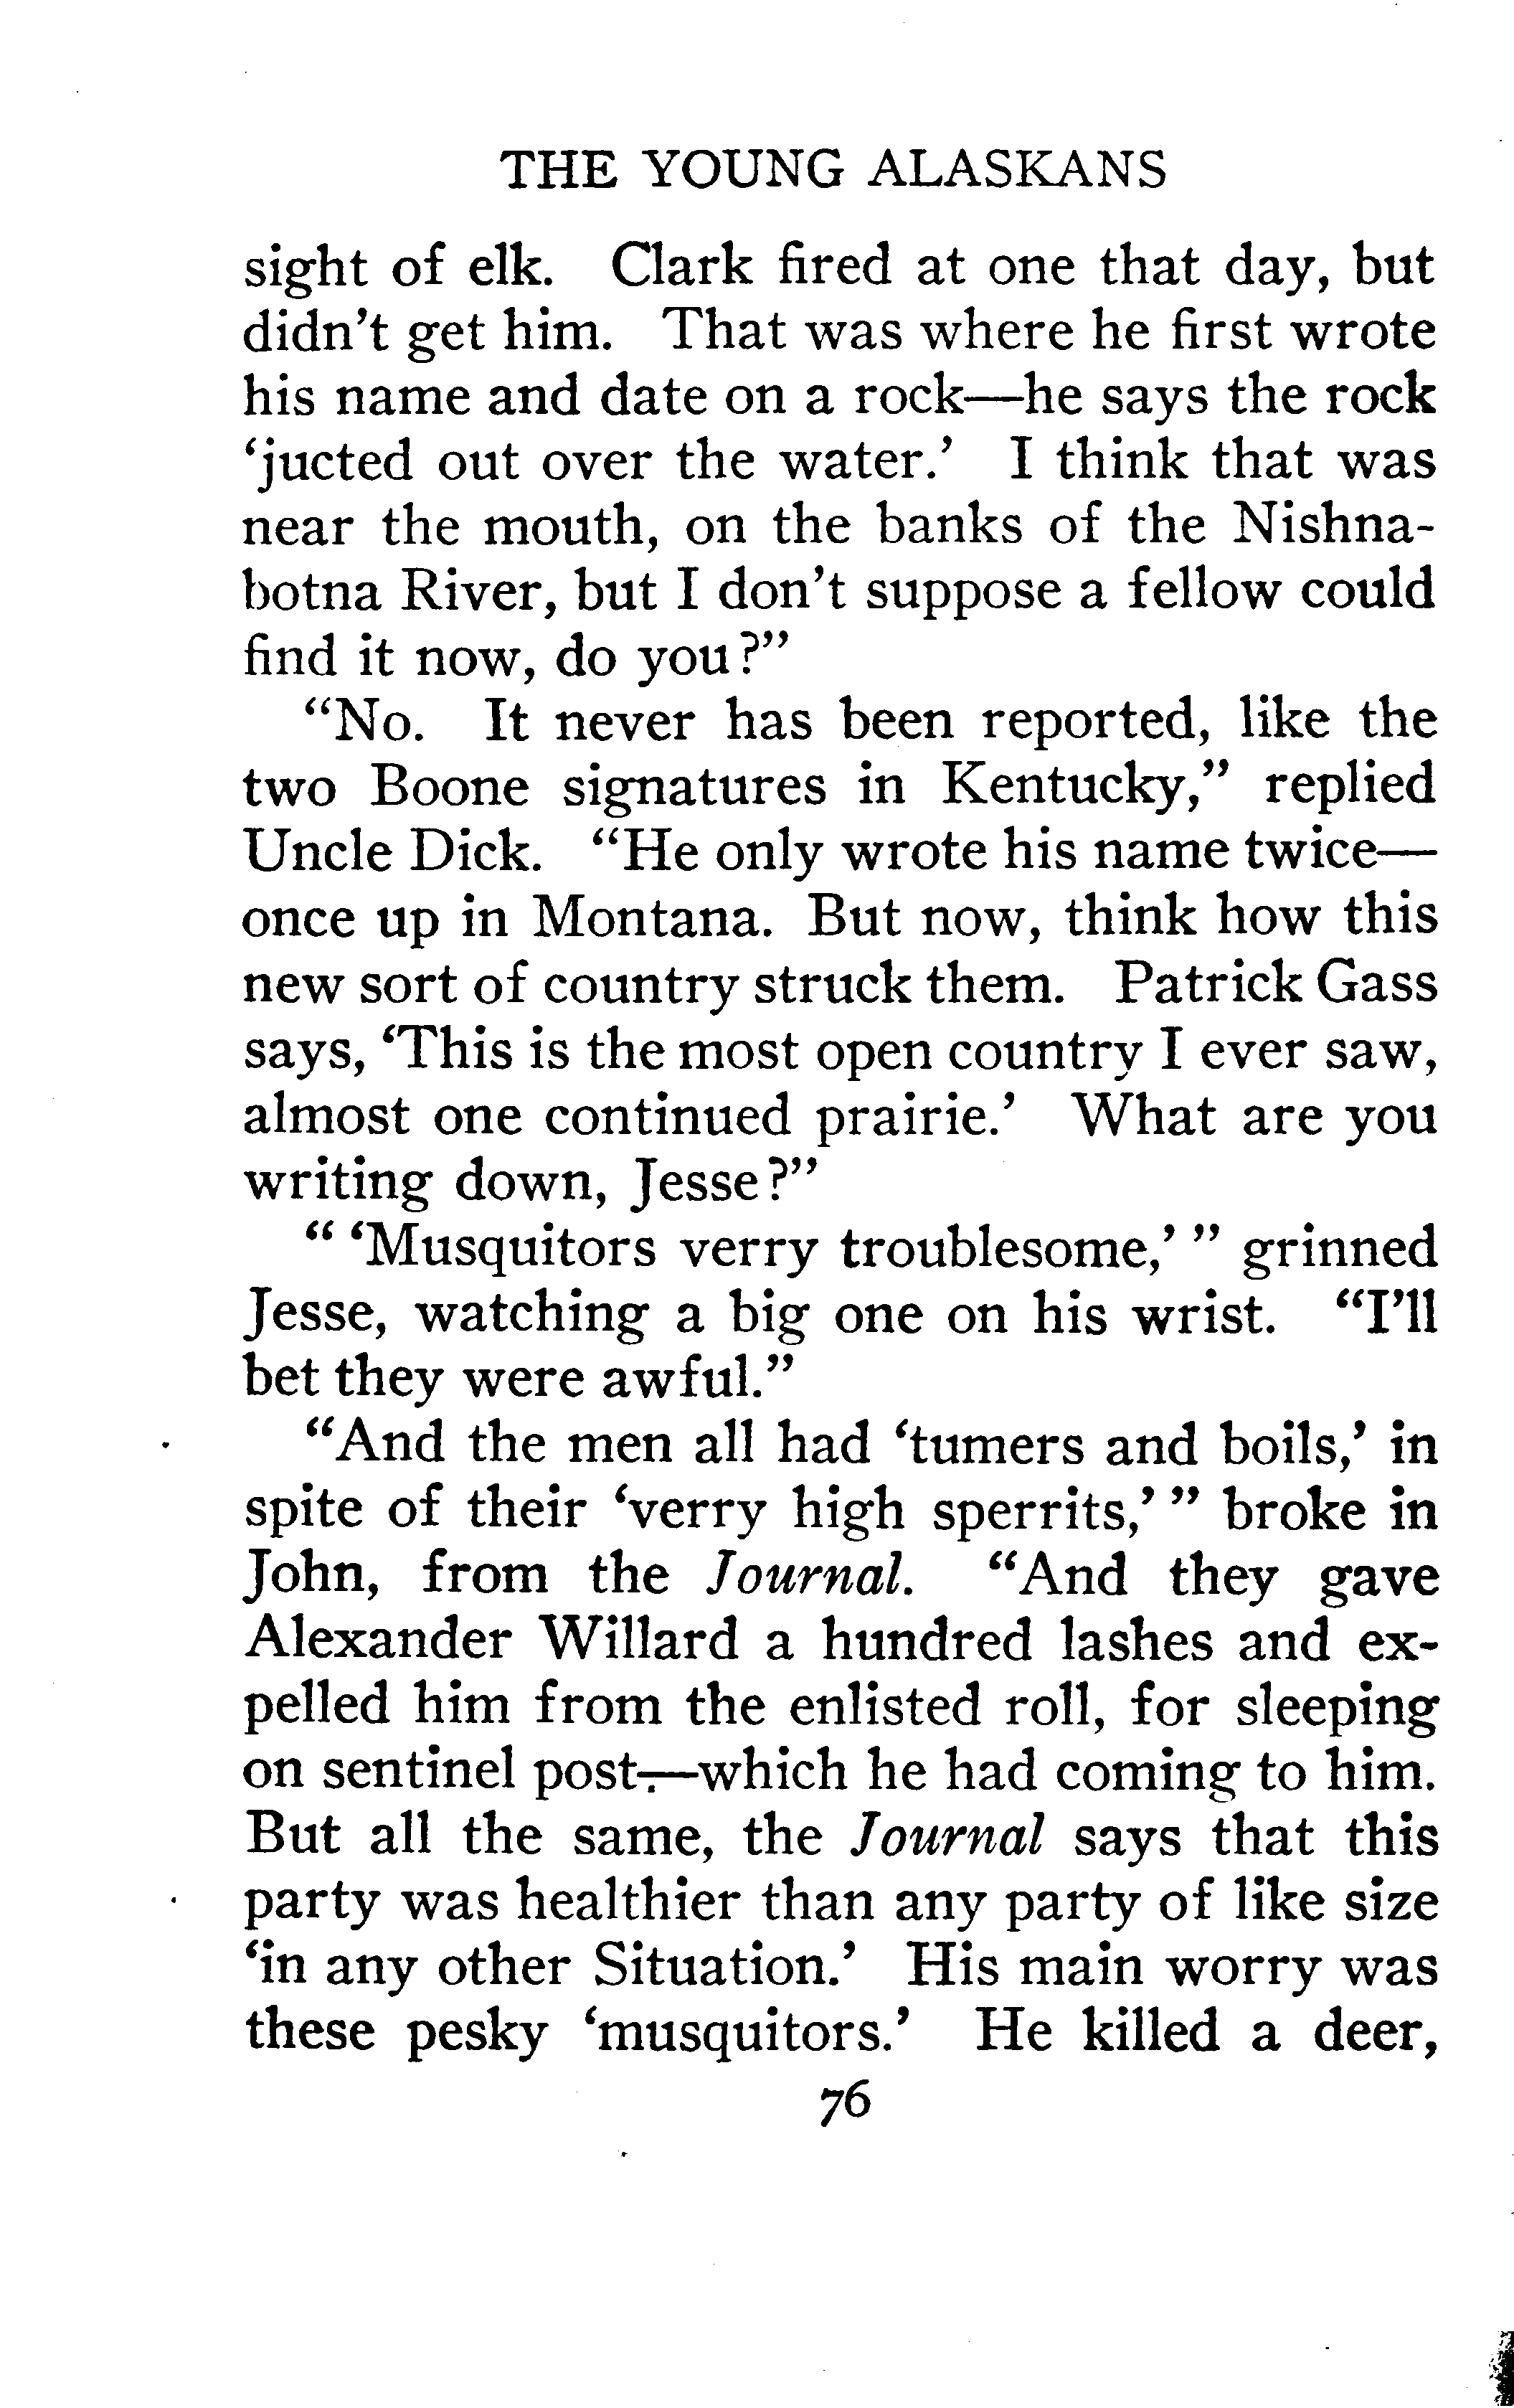 THE YOUNG ALASKANS
sight of elk. Clark fired at one that day, but
didn't get him. That was where he first wrote
his name and date on a rock—he says the rock
‘jucted out over the water.’ I think that was
near the mouth, on the banks of the Nishna-
botna River, but I don't suppose a fellow could
find it now, do you?”
“No. It never has been reported, like the
two Boone signatures in Kentucky,” replied
Uncle Dick. “He only wrote his name twice—
once up in Montana. But now, think how this
new sort of country struck them. Patrick Gass
says, ‘This is the most open country I ever saw,
almost one continued prairie.’ What are you
writing down, Jesse?”
“ ‘Musquitors verry troublesome,’ ” grinned
Jesse, watching a big one on his wrist. “I'll
bet they were awful.”
“And the men all had ‘tumers and boils,’ in
spite of their ‘verry high sperrits,’ ” broke in
John, from the Journal. “And they gave
Alexander Willard a hundred lashes and ex-
pelled him from the enlisted roll, for sleeping
on sentinel post—which he had coming to him.
But all the same, the Journal says that this
party was healthier than any party of like size
‘in any other Situation.’ His main worry was
these pesky ‘musquitors.’ He killed a deer,
76